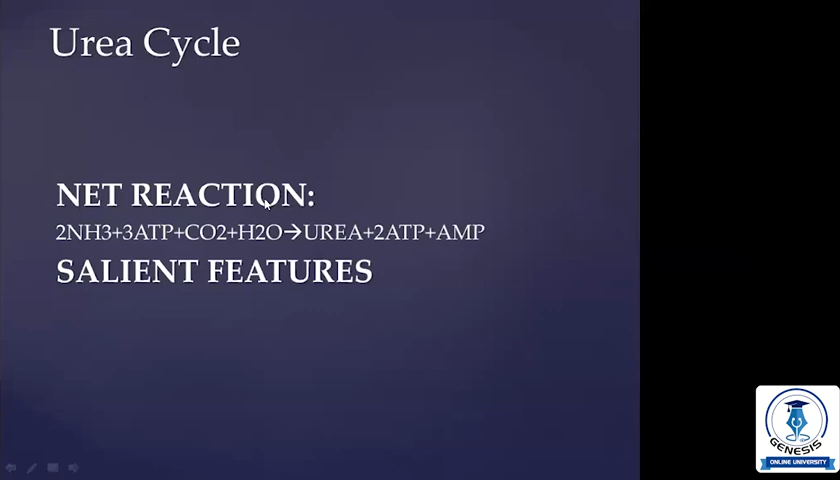 Urea Cycle
NET REACTION:
2NH3+3ATP+CO2+H2O→UREA+2ATP+AMP
SALIENT FEATURES
GENESIS
ONLINE UNIVERSITY